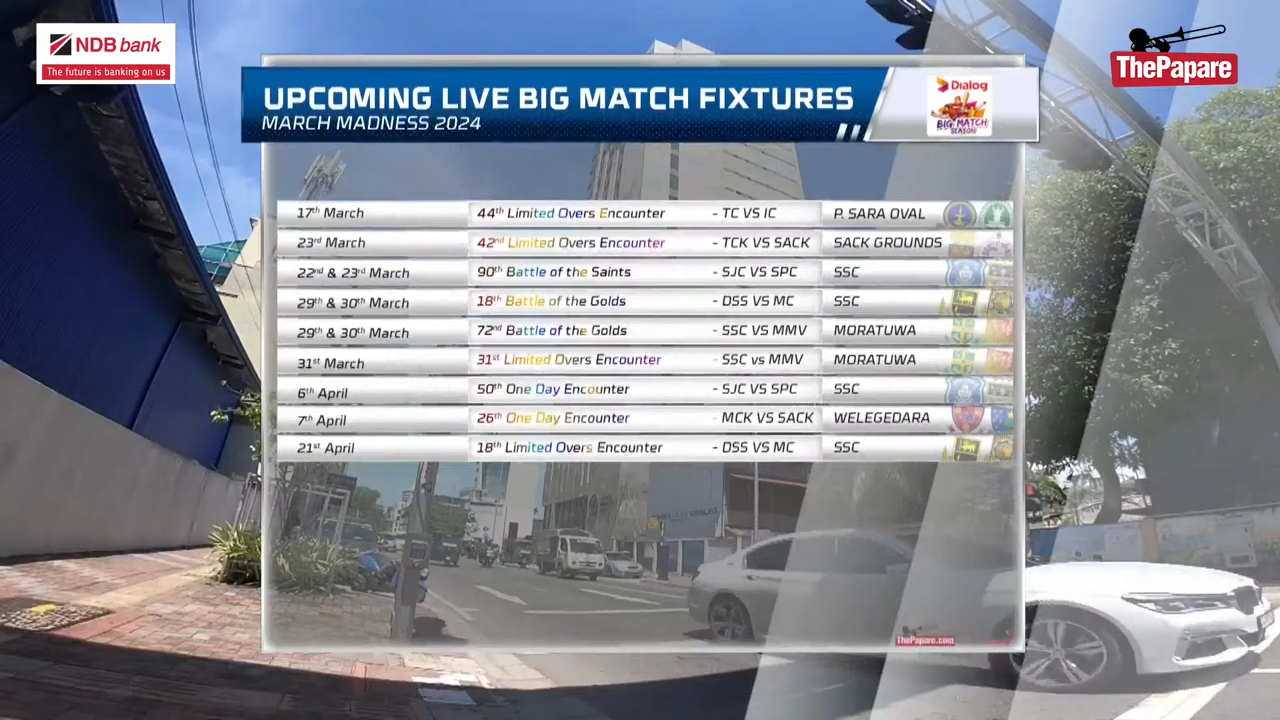 NDB bank
The future is banking on us
ThePapare
UPCOMING LIVE BIG MATCH FIXTURES
MARCH MADNESS 2024
Dialog
BIG MATCH
SEASON
17th March 44th Limited Overs Encounter - TC VS IC P. SARA OVAL
23rd March 42nd Limited Overs Encounter - TCK VS SACK SACK GROUNDS
22nd & 23rd March 90th Battle of the Saints - SJC VS SPC SSC
29th & 30th March 18th Battle of the Golds - DSS VS MC SSC
29th & 30th March 72nd Battle of the Golds - SSC VS MMV MORATUWA
31st March 31st Limited Overs Encounter - SSC vs MMV MORATUWA
6th April 50th One Day Encounter - SJC VS SPC SSC
7th April 26th One Day Encounter - MCK VS SACK WELEGEDARA
21st April 18th Limited Overs Encounter - DSS VS MC SSC
ThePapare.com